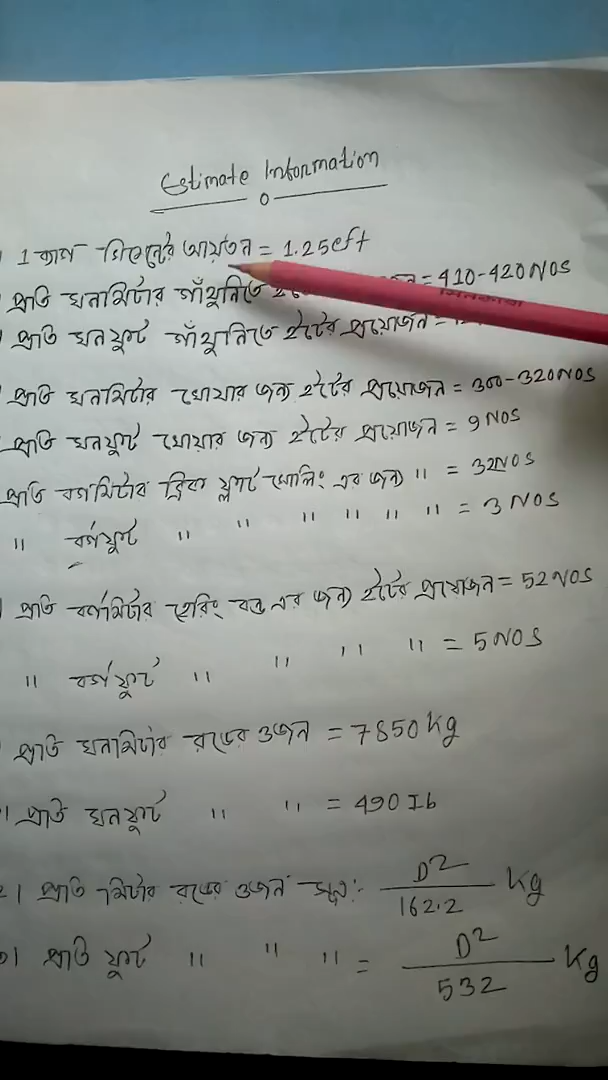 Estimate Information
1 ব্যাগ সিমেন্টের আয়তন = 1.25cft
প্রতি ঘনমিটার গাঁথুনিতে = 410-420 NOS
প্রতি ঘনফুট গাঁথুনিতে ইটের প্রয়োজন =
প্রতি ঘনমিটার খোয়ার জন্য ইটের প্রয়োজন = 300-320NOS
প্রতি ঘনফুট খোয়ার জন্য ইটের প্রয়োজন = 9 NOS
প্রতি বর্গমিটার ব্রিক ফ্লাট সোলিং এর জন্য " = 32NOS
" বর্গফুট " " " " " " = 3 NOS
প্রতি বর্গমিটার হেরিং বন্ড এর জন্য ইটের প্রয়োজন = 52NOS
" বর্গফুট " " " " = 5NOS
প্রতি ঘনমিটার রডের ওজন = 7850 Kg
প্রতি ঘনফুট " " = 490 Ib
। প্রতি মিটার রডের ওজন সূত্র:- D²/162.2 Kg
। প্রতি ফুট " " " = D²/532 Kg